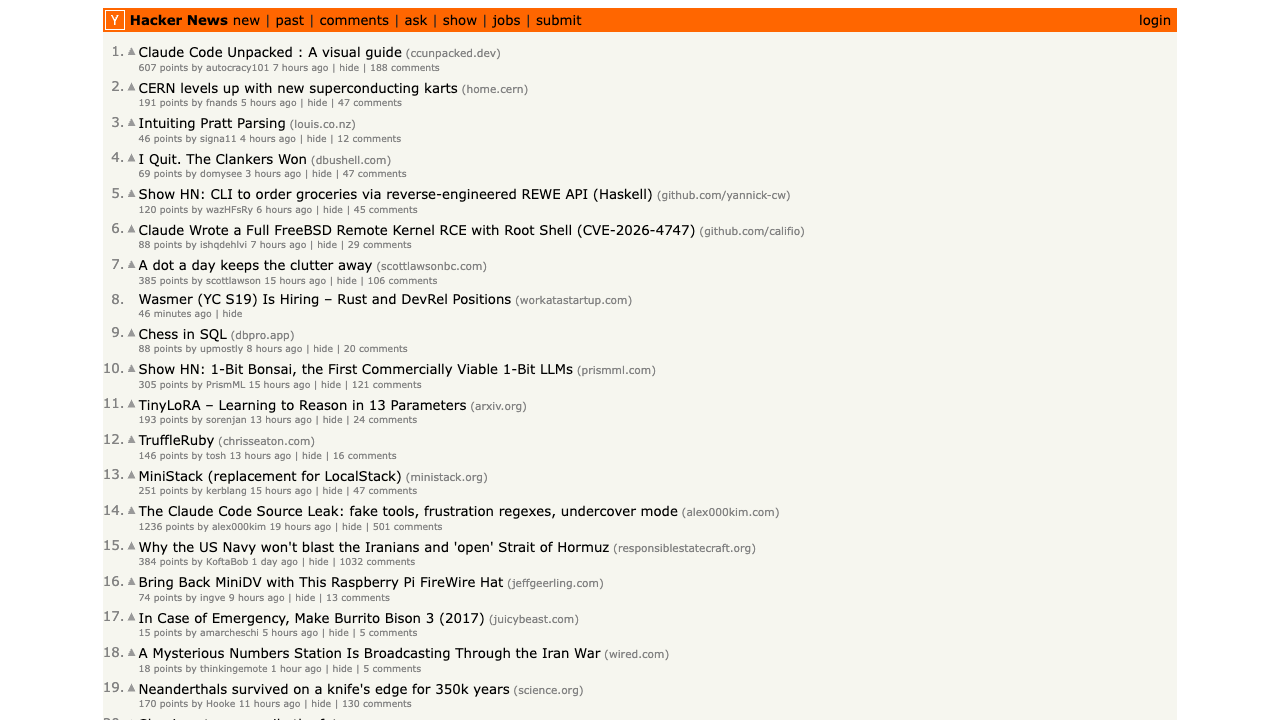 Y Hacker News new | past | comments | ask | show | jobs | submit login
1. Claude Code Unpacked : A visual guide (ccunpacked.dev)
607 points by autocracy101 7 hours ago | hide | 188 comments
2. CERN levels up with new superconducting karts (home.cern)
191 points by fnands 5 hours ago | hide | 47 comments
3. Intuiting Pratt Parsing (louis.co.nz)
46 points by signa11 4 hours ago | hide | 12 comments
4. I Quit. The Clankers Won (dbushell.com)
69 points by domysee 3 hours ago | hide | 47 comments
5. Show HN: CLI to order groceries via reverse-engineered REWE API (Haskell) (github.com/yannick-cw)
120 points by wazHFsRy 6 hours ago | hide | 45 comments
6. Claude Wrote a Full FreeBSD Remote Kernel RCE with Root Shell (CVE-2026-4747) (github.com/califio)
88 points by ishqdehlvi 7 hours ago | hide | 29 comments
7. A dot a day keeps the clutter away (scottlawsonbc.com)
385 points by scottlawson 15 hours ago | hide | 106 comments
8. Wasmer (YC S19) Is Hiring – Rust and DevRel Positions (workatastartup.com)
46 minutes ago | hide
9. Chess in SQL (dbpro.app)
88 points by upmostly 8 hours ago | hide | 20 comments
10. Show HN: 1-Bit Bonsai, the First Commercially Viable 1-Bit LLMs (prismml.com)
305 points by PrismML 15 hours ago | hide | 121 comments
11. TinyLoRA – Learning to Reason in 13 Parameters (arxiv.org)
193 points by sorenjan 13 hours ago | hide | 24 comments
12. TruffleRuby (chrisseaton.com)
146 points by tosh 13 hours ago | hide | 16 comments
13. MiniStack (replacement for LocalStack) (ministack.org)
251 points by kerblang 15 hours ago | hide | 47 comments
14. The Claude Code Source Leak: fake tools, frustration regexes, undercover mode (alex000kim.com)
1236 points by alex000kim 19 hours ago | hide | 501 comments
15. Why the US Navy won't blast the Iranians and 'open' Strait of Hormuz (responsiblestatecraft.org)
384 points by KoftaBob 1 day ago | hide | 1032 comments
16. Bring Back MiniDV with This Raspberry Pi FireWire Hat (jeffgeerling.com)
74 points by ingve 9 hours ago | hide | 13 comments
17. In Case of Emergency, Make Burrito Bison 3 (2017) (juicybeast.com)
15 points by amarcheschi 5 hours ago | hide | 5 comments
18. A Mysterious Numbers Station Is Broadcasting Through the Iran War (wired.com)
18 points by thinkingemote 1 hour ago | hide | 5 comments
19. Neanderthals survived on a knife's edge for 350k years (science.org)
170 points by Hooke 11 hours ago | hide | 130 comments